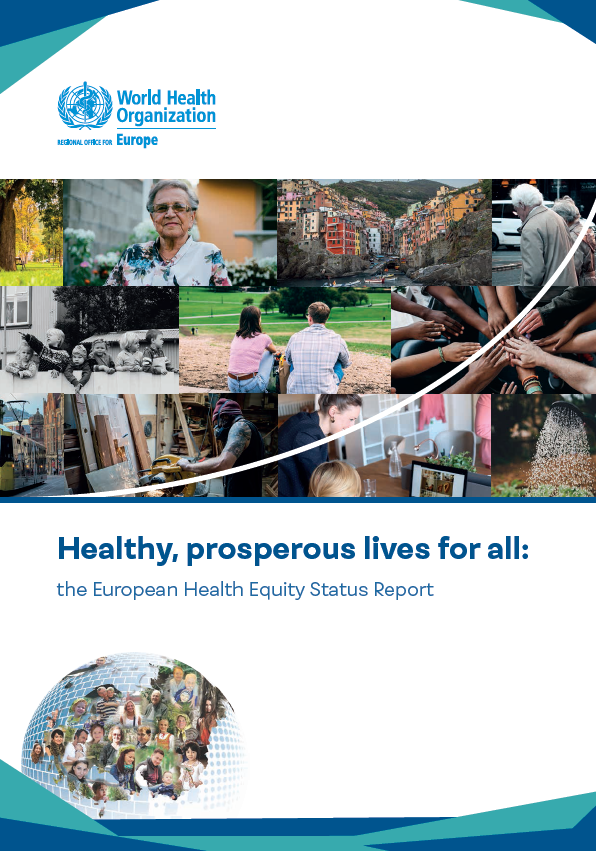 World Health
Organization
REGIONAL OFFICE FOR Europe
Healthy, prosperous lives for all:
the European Health Equity Status Report